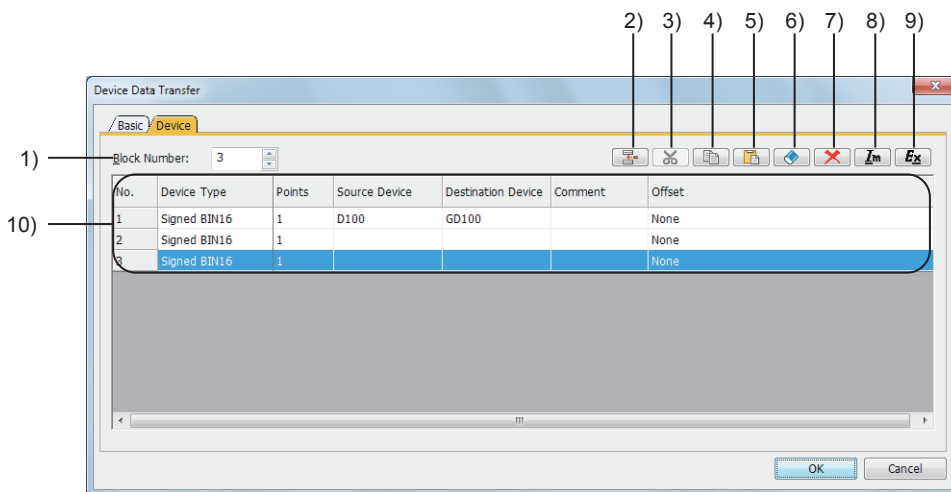 2) 3) 4) 5) 6) 7) 8) 9)
Device Data Transfer
Basic Device
1) Block Number: 3 Im Ex
No. Device Type Points Source Device Destination Device Comment Offset
10)
1 Signed BIN16 1 D100 GD100 None
2 Signed BIN16 1 None
3 Signed BIN16 1 None
OK Cancel